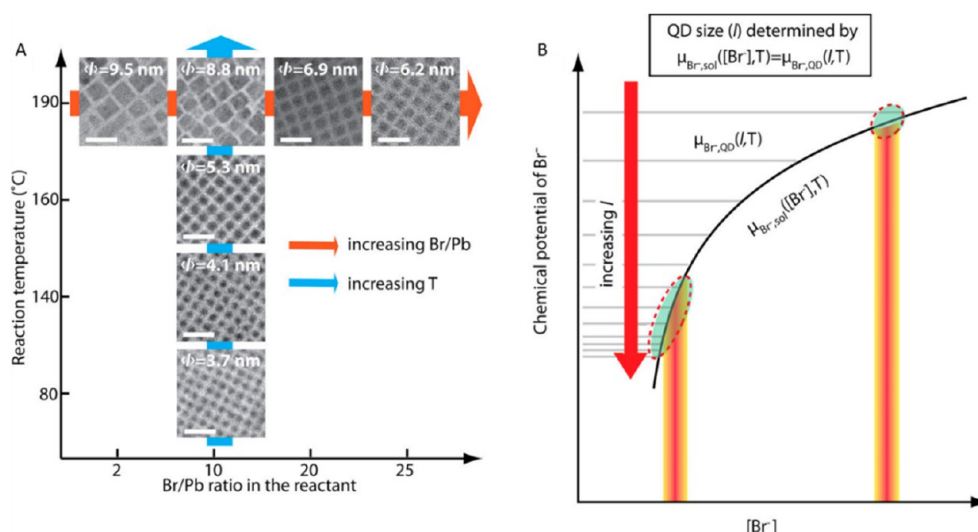 A
Φ=9.5 nm
Φ=8.8 nm
Φ=6.9 nm
Φ=6.2 nm
Φ=5.3 nm
Φ=4.1 nm
Φ=3.7 nm
Reaction temperature (°C)
190
160
140
80
increasing Br/Pb
increasing T
2
10
20
25
Br/Pb ratio in the reactant
B
QD size (l) determined by
μBr,sol([Br],T)=μBr,QD(l,T)
Chemical potential of Br⁻
increasing l
μBr,QD(l,T)
μBr,sol([Br],T)
[Br⁻]